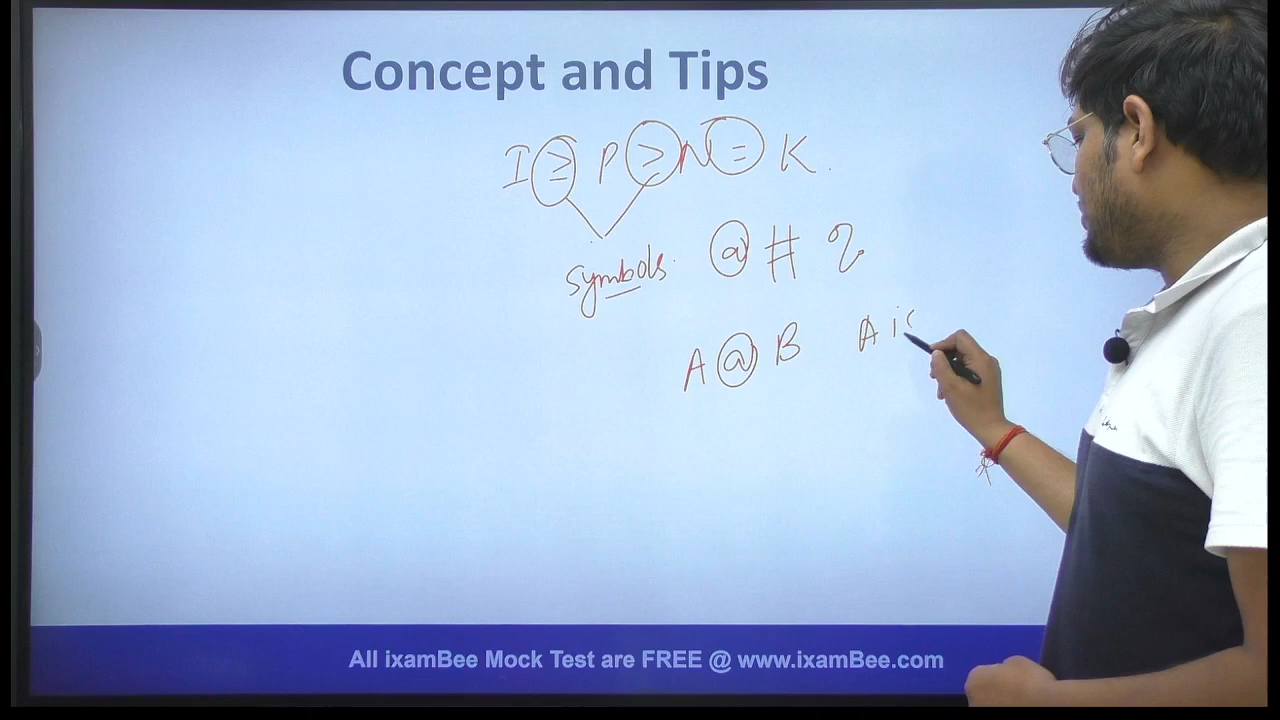 Concept and Tips
I ≥ P > N = K.
symbols. @ # %
A @ B A is
All ixamBee Mock Test are FREE @ www.ixamBee.com